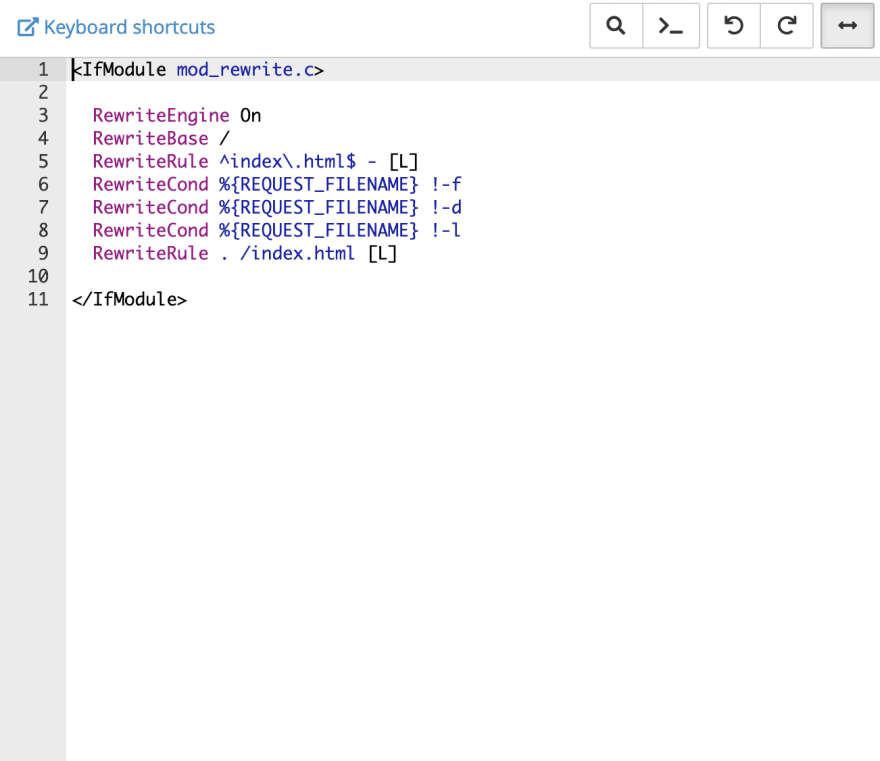 Keyboard shortcuts
1 <IfModule mod_rewrite.c>
2
3 RewriteEngine On
4 RewriteBase /
5 RewriteRule ^index\.html$ - [L]
6 RewriteCond %{REQUEST_FILENAME} !-f
7 RewriteCond %{REQUEST_FILENAME} !-d
8 RewriteCond %{REQUEST_FILENAME} !-l
9 RewriteRule . /index.html [L]
10
11 </IfModule>